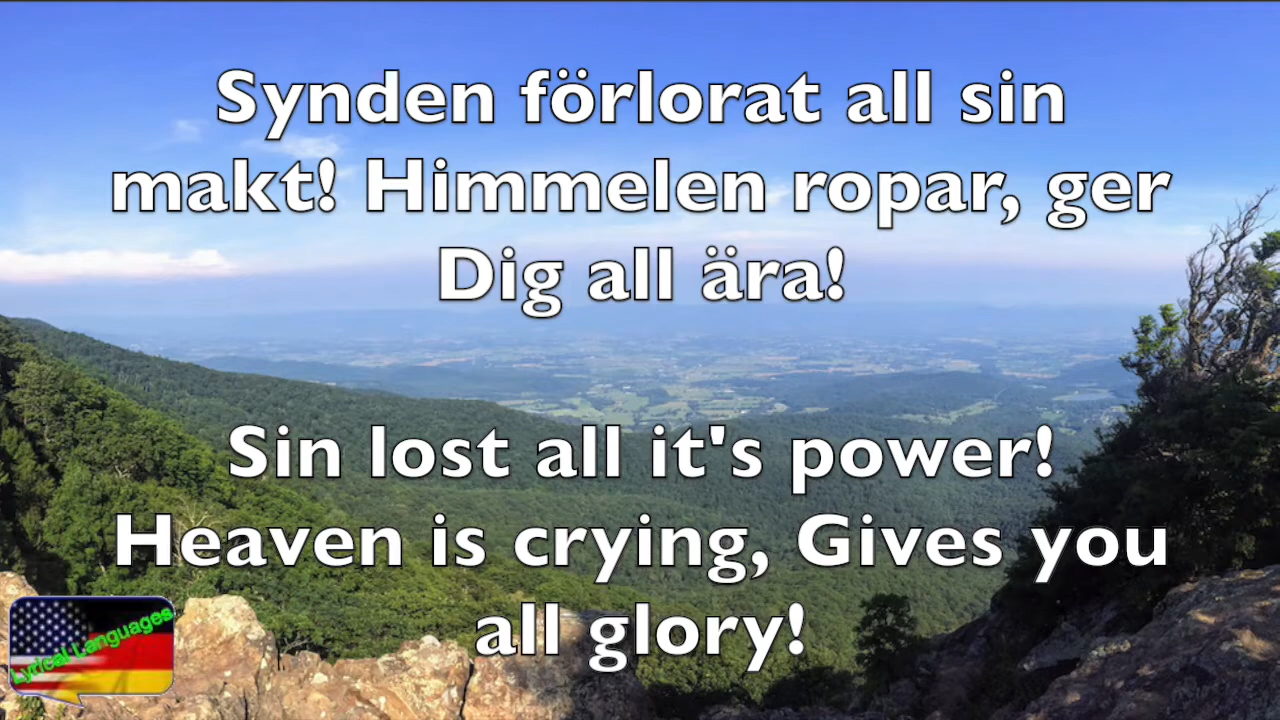 Synden förlorat all sin
makt! Himmelen ropar, ger
Dig all ära!
Sin lost all it's power!
Heaven is crying, Gives you
all glory!
Lyrical Languages